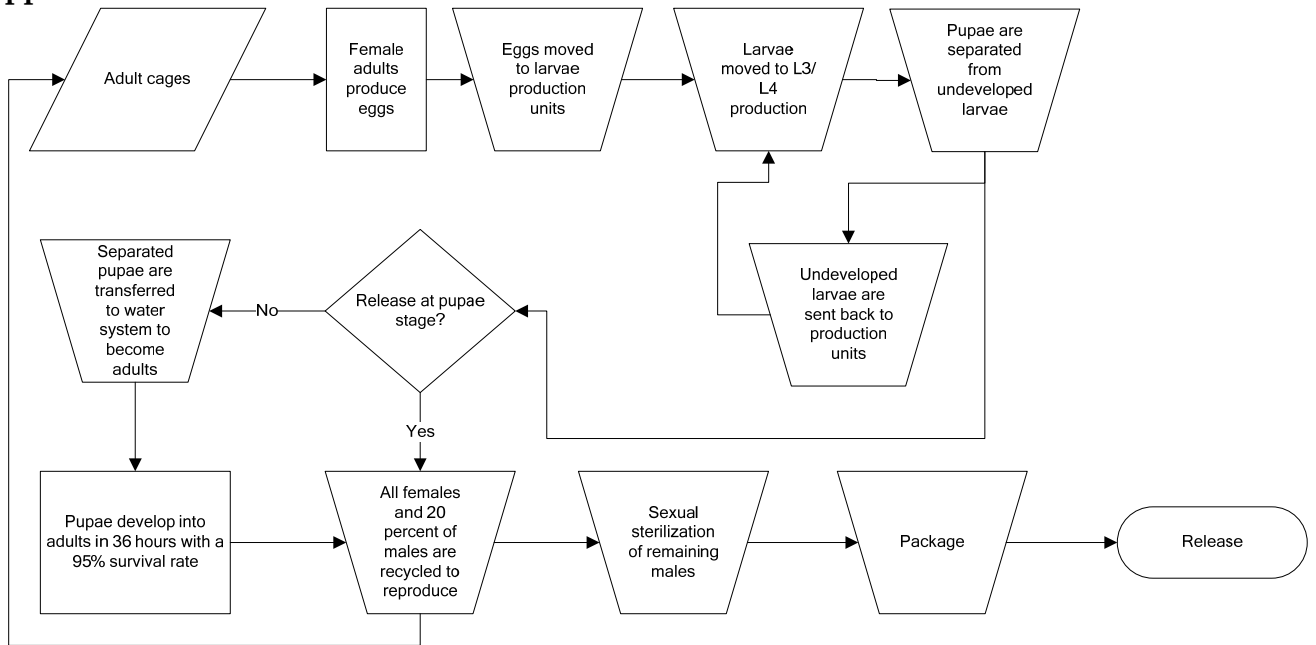 Adult cages
Female
adults
produce
eggs
Eggs moved
to larvae
production
units
Larvae
moved to L3/
L4
production
Pupae are
separated
from
undeveloped
larvae
Separated
pupae are
transferred
to water
system to
become
adults
No
Release at pupae
stage?
Undeveloped
larvae are
sent back to
production
units
Yes
Pupae develop into
adults in 36 hours with a
95% survival rate
All females
and 20
percent of
males are
recycled to
reproduce
Sexual
sterilization
of remaining
males
Package
Release